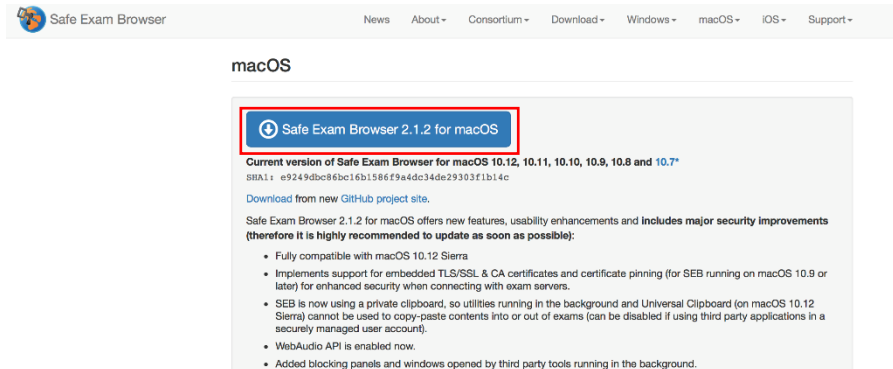 Safe Exam Browser
News About Consortium Download Windows macOS iOS Support
macOS
Safe Exam Browser 2.1.2 for macOS
Current version of Safe Exam Browser for macOS 10.12, 10.11, 10.10, 10.9, 10.8 and 10.7*
SHA1: e9249dbc86bc16b1586f9a4dc34de29303f1b14c
Download from new GitHub project site.
Safe Exam Browser 2.1.2 for macOS offers new features, usability enhancements and includes major security improvements
(therefore it is highly recommended to update as soon as possible):
• Fully compatible with macOS 10.12 Sierra
• Implements support for embedded TLS/SSL & CA certificates and certificate pinning (for SEB running on macOS 10.9 or
later) for enhanced security when connecting with exam servers.
• SEB is now using a private clipboard, so utilities running in the background and Universal Clipboard (on macOS 10.12
Sierra) cannot be used to copy-paste contents into or out of exams (can be disabled if using third party applications in a
securely managed user account).
• WebAudio API is enabled now.
• Added blocking panels and windows opened by third party tools running in the background.